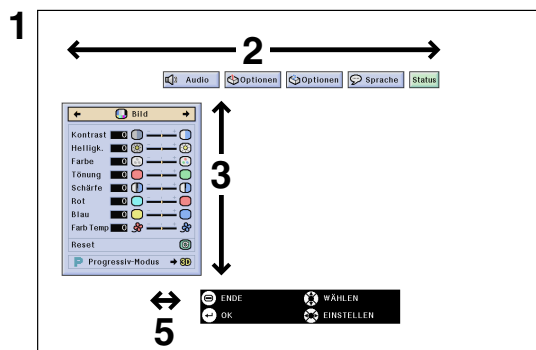 1
2
Audio Optionen Optionen Sprache Status
Bild
Kontrast 0
Helligk. 0
Farbe 0
Tönung 0
Schärfe 0
Rot 0
Blau 0
Farb Temp 0
Reset
P Progressiv-Modus 3D
3
ENDE WÄHLEN
OK EINSTELLEN
5